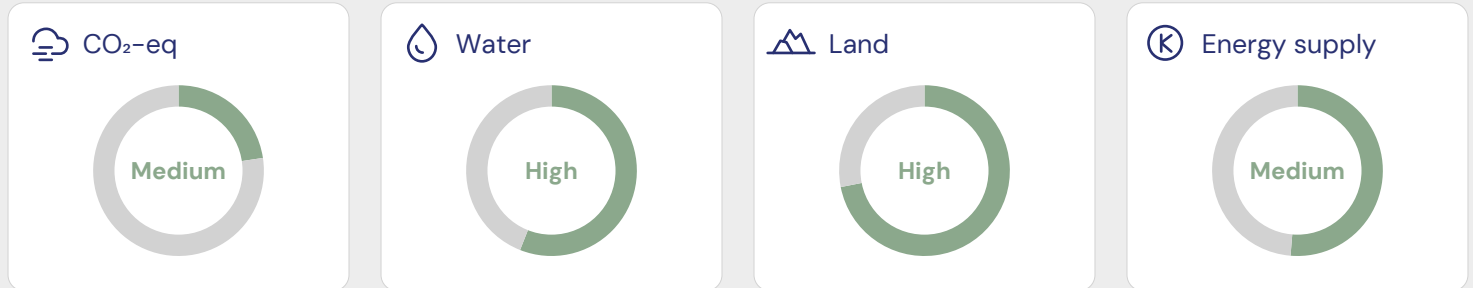 CO₂-eq
Medium
Water
High
Land
High
Energy supply
Medium